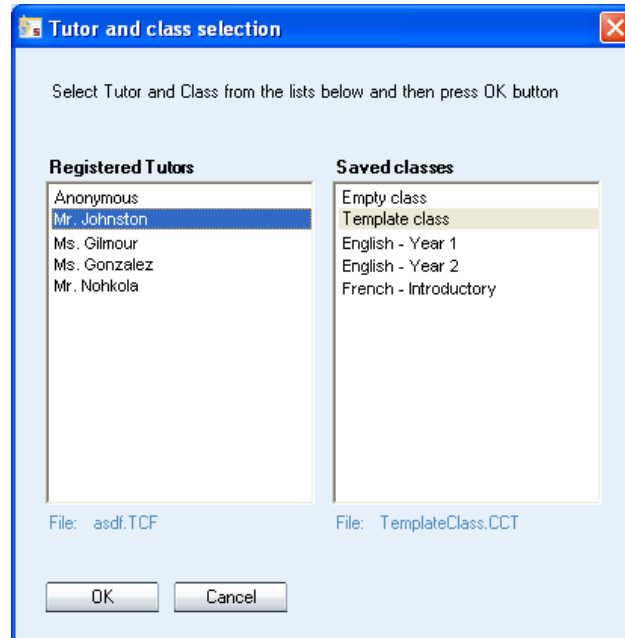 Tutor and class selection
Select Tutor and Class from the lists below and then press OK button
Registered Tutors
Anonymous
Mr. Johnston
Ms. Gilmour
Ms. Gonzalez
Mr. Nohkola
File: asdf.TCF
Saved classes
Empty class
Template class
English - Year 1
English - Year 2
French - Introductory
File: TemplateClass.CCT
OK
Cancel